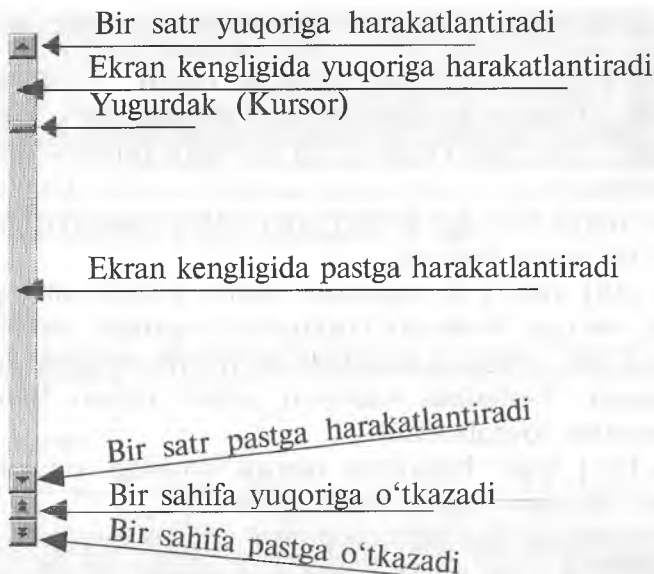 Bir satr yuqoriga harakatlantiradi
Ekran kengligida yuqoriga harakatlantiradi
Yugurdak (Kursor)
Ekran kengligida pastga harakatlantiradi
Bir satr pastga harakatlantiradi
Bir sahifa yuqoriga o‘tkazadi
Bir sahifa pastga o‘tkazadi